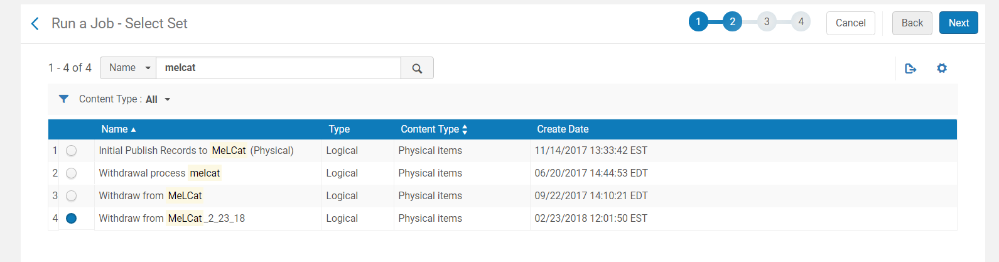 Run a Job - Select Set 1 2 3 4 Cancel Back Next
1 - 4 of 4 Name melcat
Content Type : All
Name Type Content Type Create Date
1 Initial Publish Records to MeLCat (Physical) Logical Physical items 11/14/2017 13:33:42 EST
2 Withdrawal process melcat Logical Physical items 06/20/2017 14:44:53 EDT
3 Withdraw from MeLCat Logical Physical items 09/22/2017 14:10:21 EDT
4 Withdraw from MeLCat_2_23_18 Logical Physical items 02/23/2018 12:01:50 EST